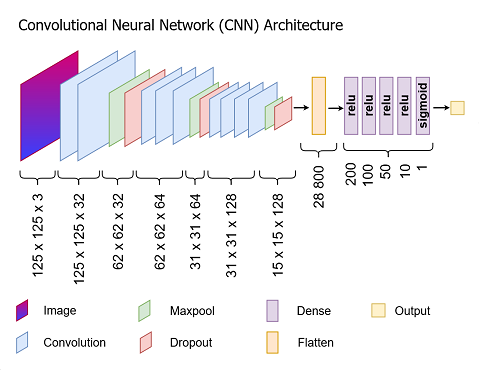 Convolutional Neural Network (CNN) Architecture
relu
relu
relu
relu
sigmoid
125 x 125 x 3
125 x 125 x 32
62 x 62 x 32
62 x 62 x 64
31 x 31 x 64
31 x 31 x 128
15 x 15 x 128
28 800
200
100
50
10
1
Image
Maxpool
Dense
Output
Convolution
Dropout
Flatten